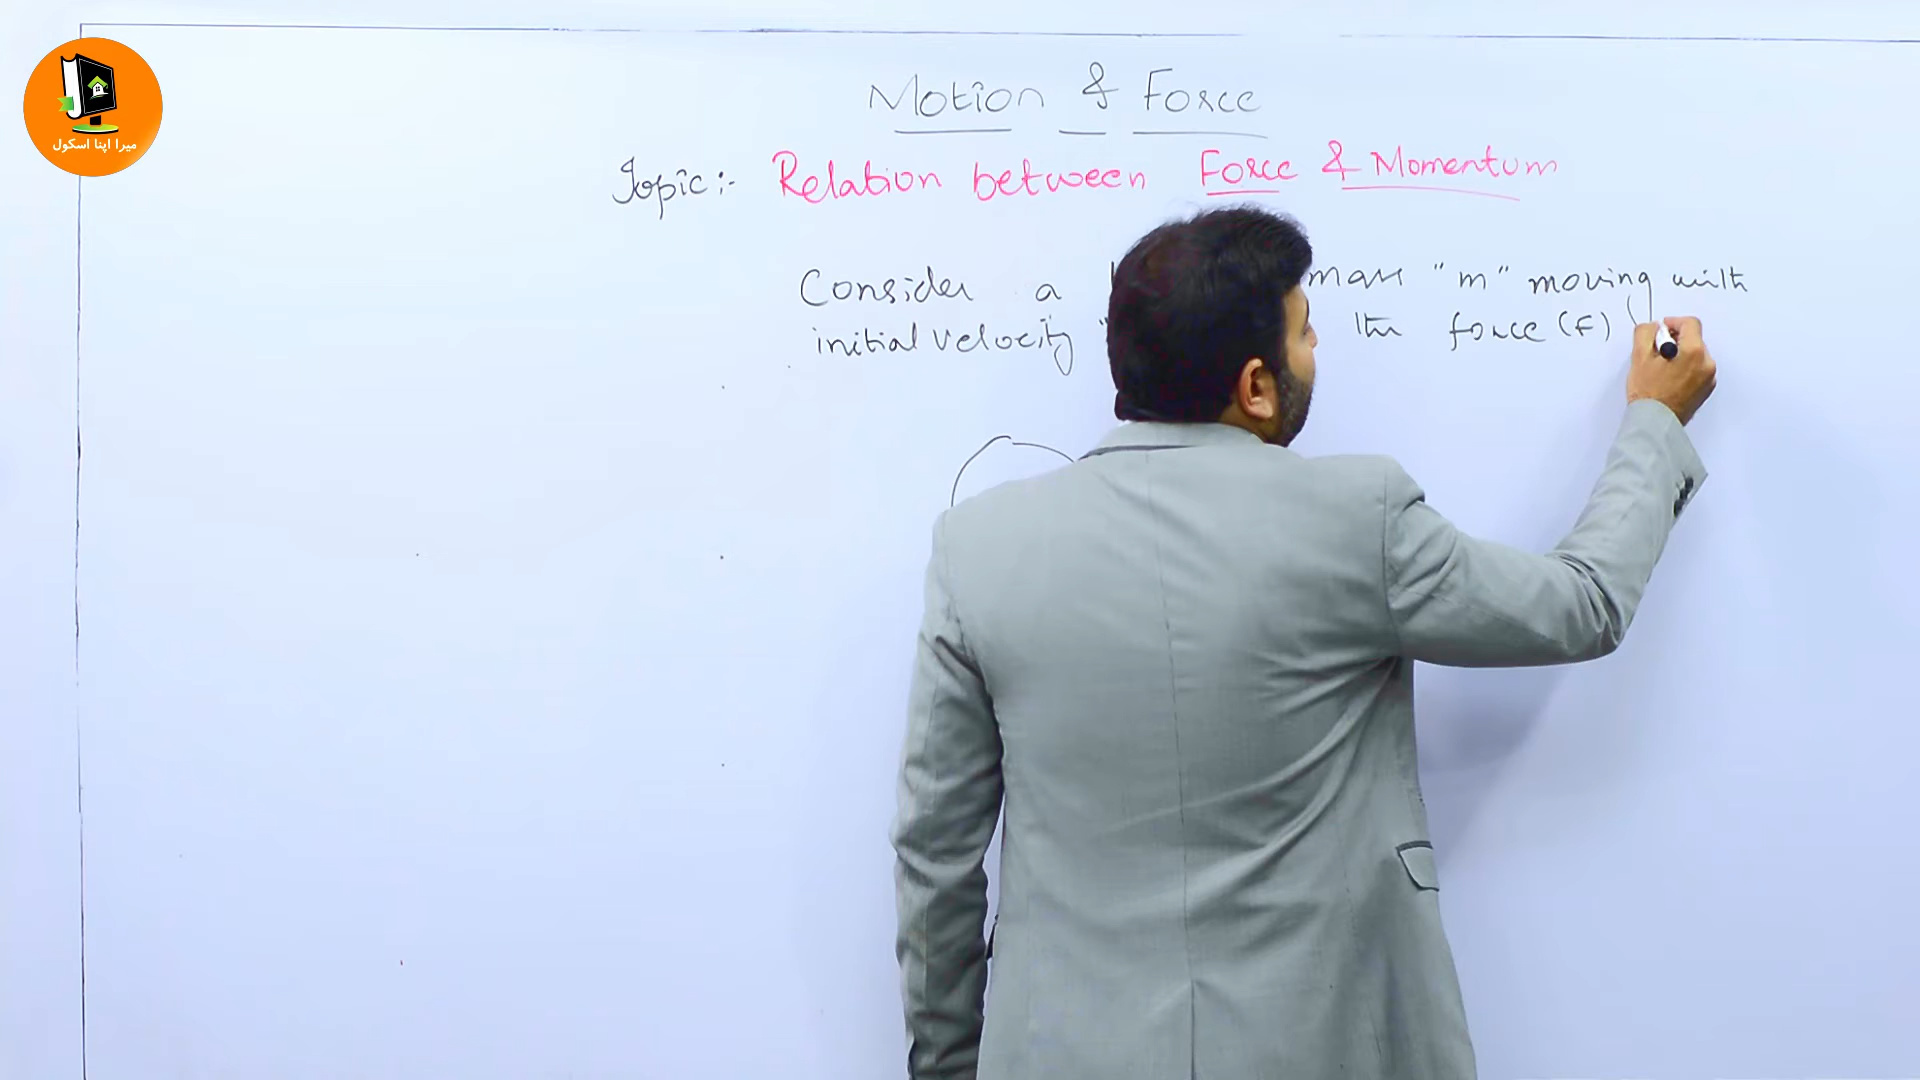 میرا اپنا اسکول
Motion & Force
Topic:- Relation between Force & Momentum
Consider a mass "m" moving with
initial velocity " the force (F)